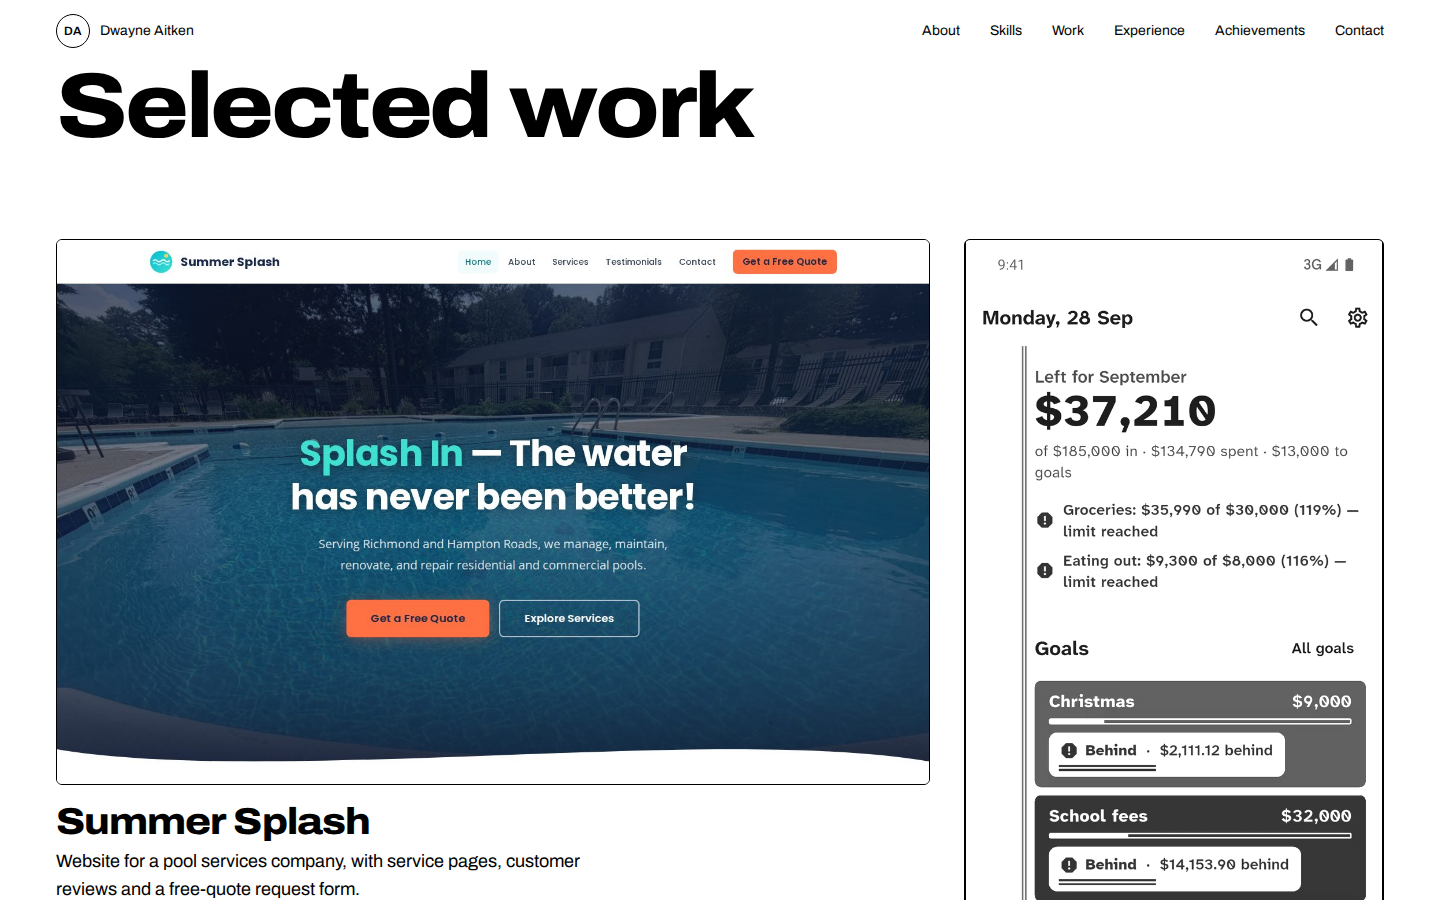 DA
Dwayne Aitken
About
Skills
Work
Experience
Achievements
Contact
Selected work
Summer Splash
Home
About
Services
Testimonials
Contact
Get a Free Quote
Splash In — The water
has never been better!
Serving Richmond and Hampton Roads, we manage, maintain,
renovate, and repair residential and commercial pools.
Get a Free Quote
Explore Services
Summer Splash
Website for a pool services company, with service pages, customer
reviews and a free-quote request form.
9:41
3G
Monday, 28 Sep
Left for September
$37,210
of $185,000 in · $134,790 spent · $13,000 to
goals
Groceries: $35,990 of $30,000 (119%) —
limit reached
Eating out: $9,300 of $8,000 (116%) —
limit reached
Goals
All goals
Christmas
$9,000
Behind · $2,111.12 behind
School fees
$32,000
Behind · $14,153.90 behind